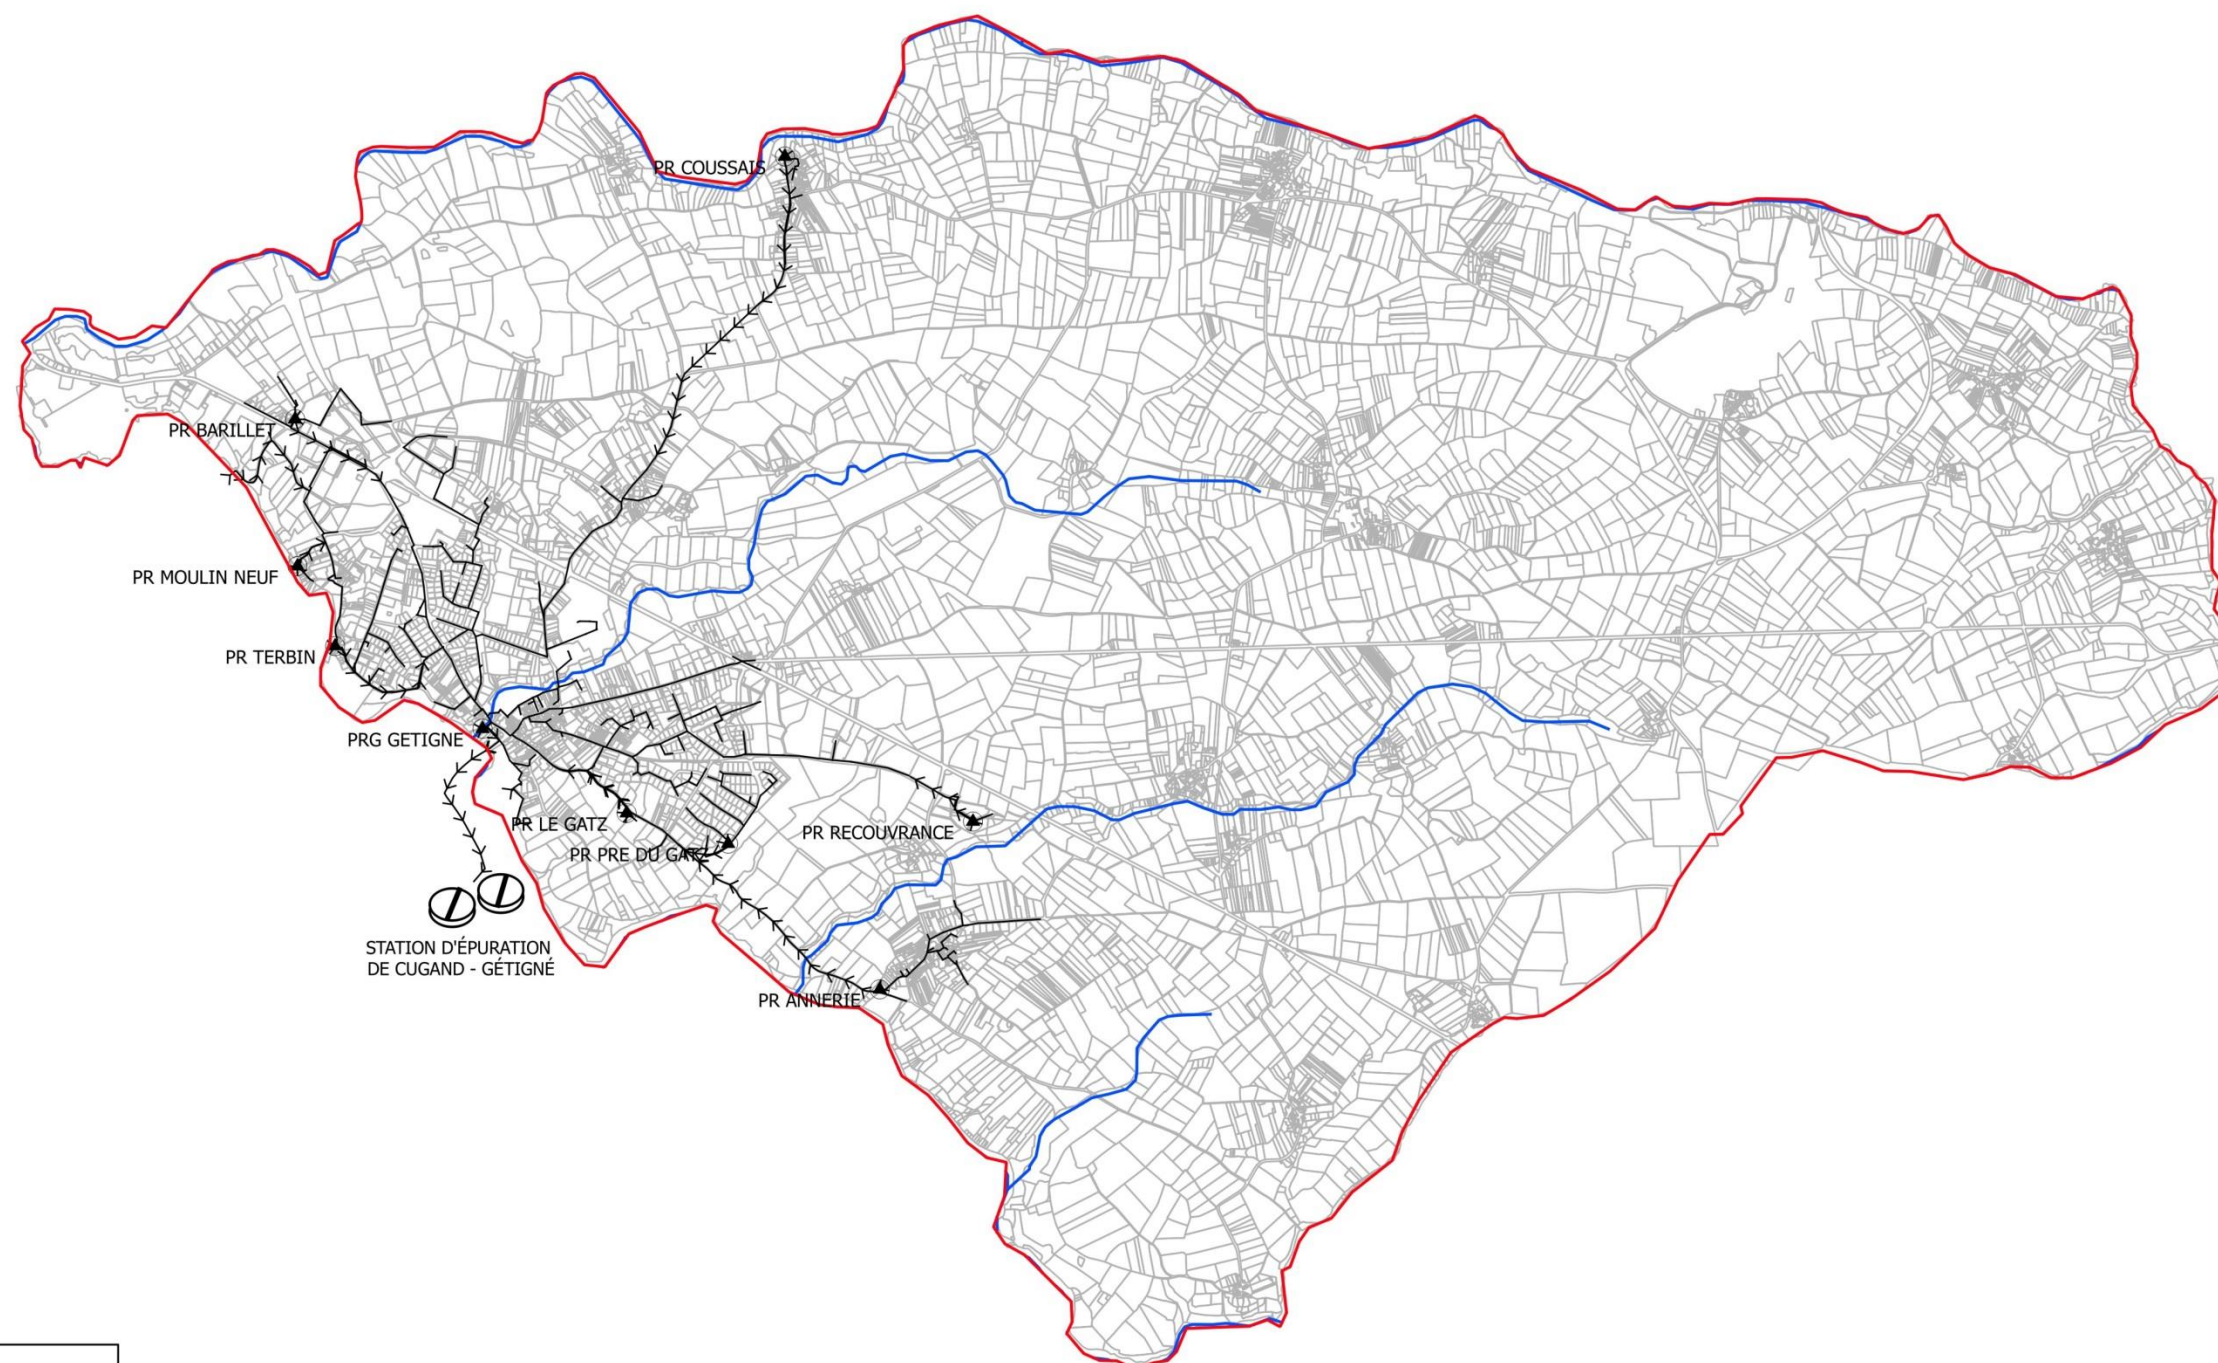 PR COUSSAIS
PR BARILLET
PR MOULIN NEUF
PR TERBIN
PRG GETIGNE
PR LE GATZ
PR RECOUVRANCE
PR PRE DU GATZ
STATION D'ÉPURATION
DE CUGAND - GÉTIGNÉ
PR ANNERIE